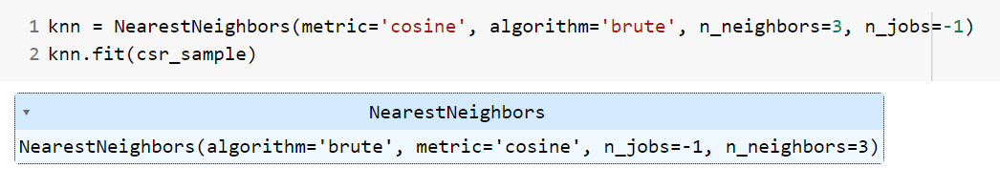 1 knn = NearestNeighbors(metric='cosine', algorithm='brute', n_neighbors=3, n_jobs=-1)
2 knn.fit(csr_sample)
NearestNeighbors
NearestNeighbors(algorithm='brute', metric='cosine', n_jobs=-1, n_neighbors=3)